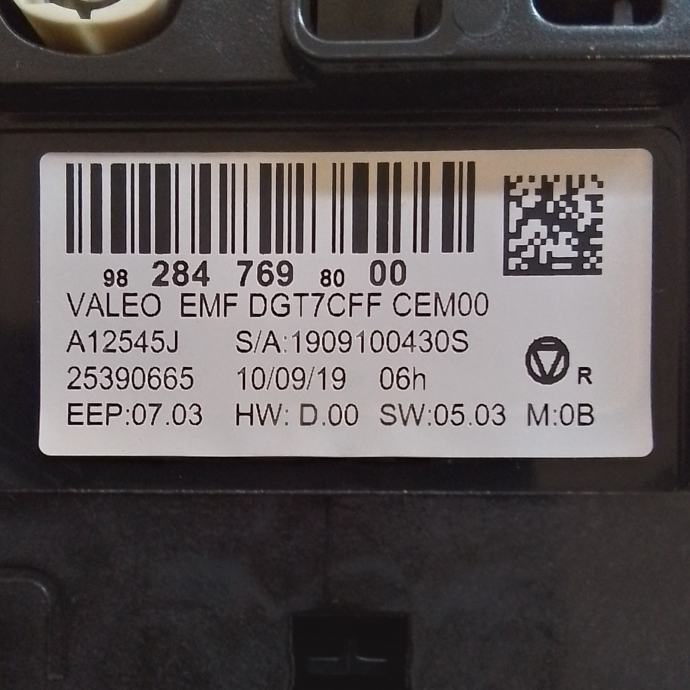 98 284 769 80 00
VALEO EMF DGT7CFF CEM00
A12545J S/A:1909100430S
25390665 10/09/19 06h R
EEP:07.03 HW: D.00 SW:05.03 M:0B